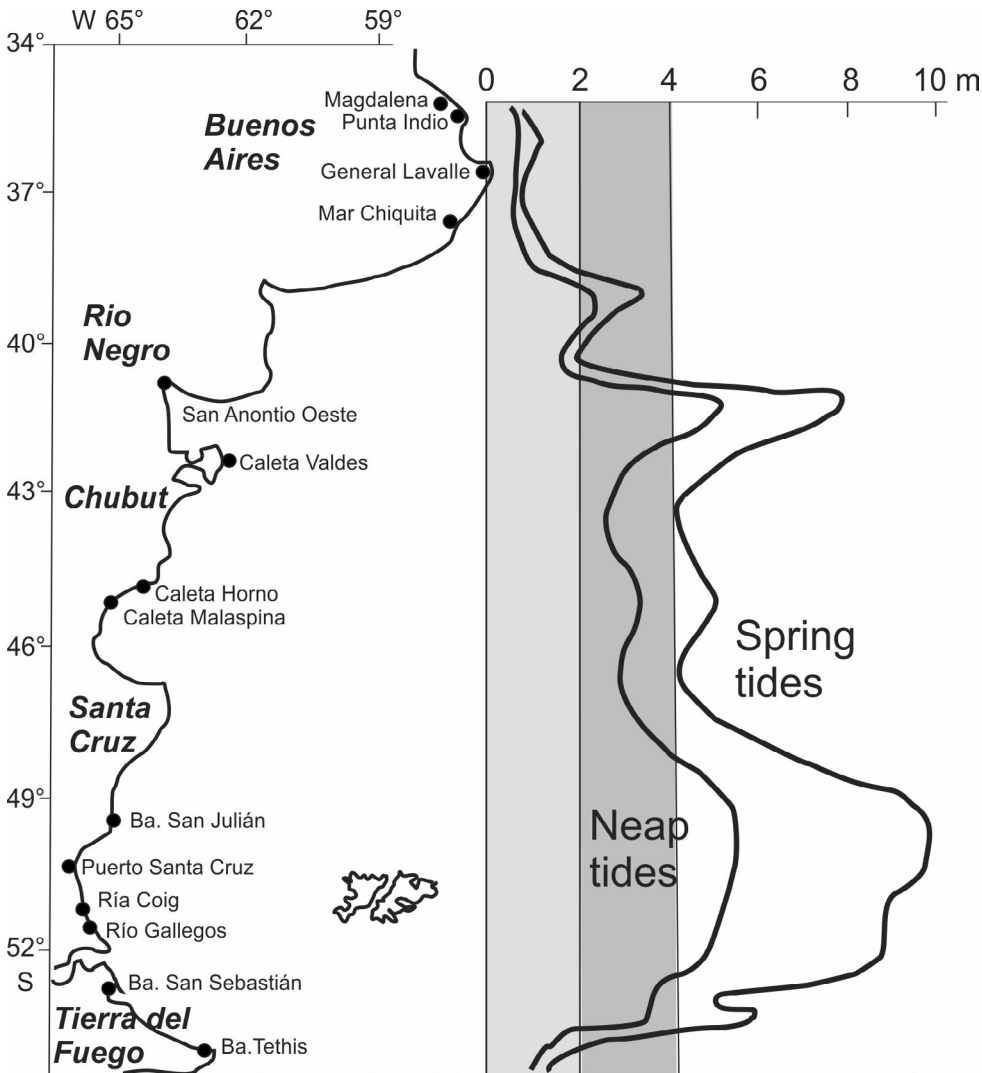 W 65° 62° 59°
34°
0 2 4 6 8 10 m
Magdalena
Punta Indio
Buenos
Aires
General Lavalle
37°
Mar Chiquita
Rio
Negro
40°
San Anontio Oeste
Caleta Valdes
43°
Chubut
Caleta Horno
Caleta Malaspina
46°
Spring
tides
Santa
Cruz
49°
Ba. San Julián
Neap
tides
Puerto Santa Cruz
Ría Coig
Río Gallegos
52°
S
Ba. San Sebastián
Tierra del
Fuego
Ba.Tethis